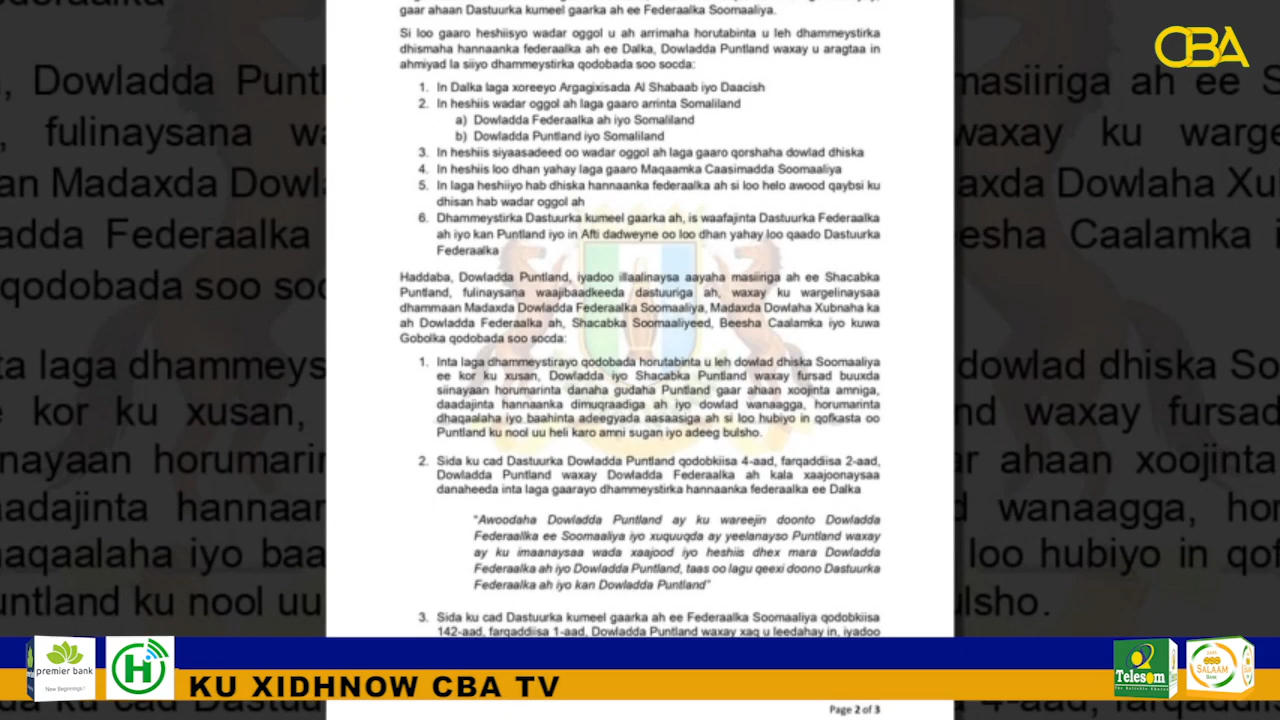 gaar ahaan Dastuurka kumeel gaarka ah ee Federaalka Soomaaliya.
Si loo gaaro heshiisyo wadar oggol u ah arrimaha horutabinta u leh dhammeystirka
dhismaha hannaanka federaalka ah ee Dalka, Dowladda Puntland waxay u aragtaa in
ahmiyad la siiyo dhammeystirka qodobada soo socda:
1. In Dalka laga xoreeyo Argagixisada Al Shabaab iyo Daacish
2. In heshiis wadar oggol ah laga gaaro arrinta Somaliland
a) Dowladda Federaalka ah iyo Somaliland
b) Dowladda Puntland iyo Somaliland
3. In heshiis siyaasadeed oo wadar oggol ah laga gaaro qorshaha dowlad dhiska
4. In heshiis loo dhan yahay laga gaaro Maqaamka Caasimadda Soomaaliya
5. In laga heshiiyo hab dhiska hannaanka federaalka ah si loo helo awood qaybsi ku
dhisan hab wadar oggol ah
6. Dhammeystirka Dastuurka kumeel gaarka ah, is waafajinta Dastuurka Federaalka
ah iyo kan Puntland iyo in Afti dadweyne oo loo dhan yahay loo qaado Dastuurka
Federaalka
Haddaba, Dowladda Puntland, iyadoo illaalinaysa aayaha masiiriga ah ee Shacabka
Puntland, fulinaysana waajibaadkeeda dastuuriga ah, waxay ku wargelinaysaa
dhammaan Madaxda Dowladda Federaalka Soomaaliya, Madaxda Dowlaha Xubnaha ka
ah Dowladda Federaalka ah, Shacabka Soomaaliyeed, Beesha Caalamka iyo kuwa
Gobolka qodobada soo socda:
1. Inta laga dhammeystirayo qodobada horutabinta u leh dowlad dhiska Soomaaliya
ee kor ku xusan, Dowladda iyo Shacabka Puntland waxay fursad buuxda
siinayaan horumarinta danaha gudaha Puntland gaar ahaan xoojinta amniga,
daadajinta hannaanka dimuqraadiga ah iyo dowlad wanaagga, horumarinta
dhaqaalaha iyo baahinta adeegyada aasaasiga ah si loo hubiyo in qofkasta oo
Puntland ku nool uu heli karo amni sugan iyo adeeg bulsho.
2. Sida ku cad Dastuurka Dowladda Puntland qodobkiisa 4-aad, farqaddiisa 2-aad,
Dowladda Puntland waxay Dowladda Federaalka ah kala xaajoonaysaa
danaheeda inta laga gaarayo dhammeystirka hannaanka federaalka ee Dalka
"Awoodaha Dowladda Puntland ay ku wareejin doonto Dowladda
Federaallka ee Soomaaliya iyo xuquuqda ay yeelanayso Puntland waxay
ay ku imaanaysaa wada xaajood iyo heshiis dhex mara Dowladda
Federaalka ah iyo Dowladda Puntland, taas oo lagu qeexi doono Dastuurka
Federaalka ah iyo kan Dowladda Puntland"
3. Sida ku cad Dastuurka kumeel gaarka ah ee Federaalka Soomaaliya qodobkiisa
142-aad, farqaddiisa 1-aad, Dowladda Puntland waxay xaq u leedahay in, iyadoo
Page 2 of 3
CBA
premier bank
New Beginnings!
H
KU XIDHNOW CBA TV
Telesom
SALAAM
BANK